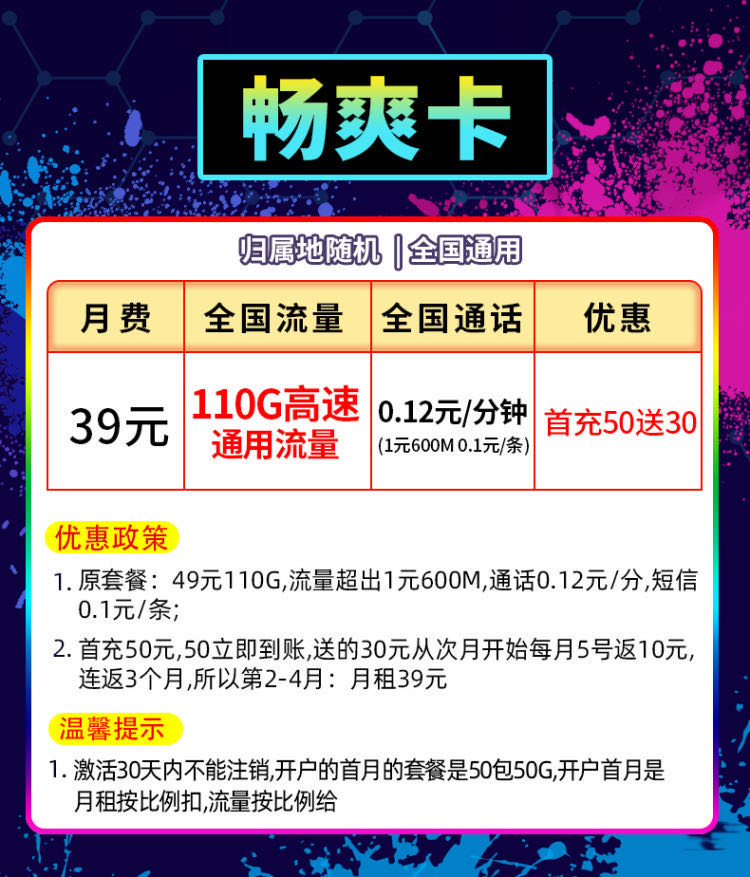 畅爽卡
归属地随机 | 全国通用
月费 全国流量 全国通话 优惠
39元 110G高速 0.12元/分钟 首充50送30
通用流量 (1元600M 0.1元/条)
优惠政策
1. 原套餐：49元110G,流量超出1元600M,通话0.12元/分,短信
0.1元/条;
2. 首充50元,50立即到账,送的30元从次月开始每月5号返10元,
连返3个月,所以第2-4月：月租39元
温馨提示
1. 激活30天内不能注销,开户的首月的套餐是50包50G,开户首月是
月租按比例扣,流量按比例给